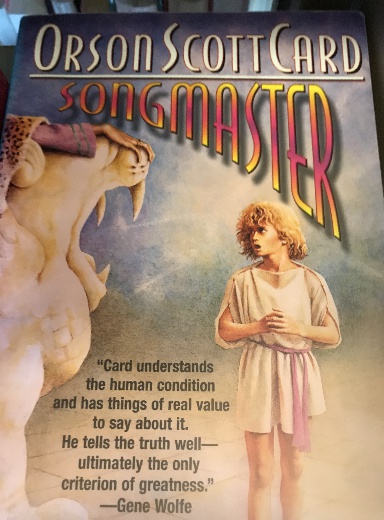 ORSON SCOTT CARD
SONGMASTER
“Card understands
the human condition
and has things of real value
to say about it.
He tells the truth well—
ultimately the only
criterion of greatness.”
—Gene Wolfe